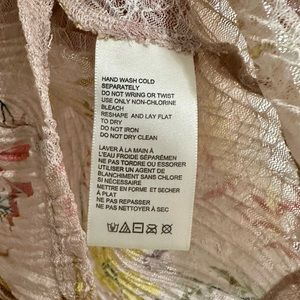 HAND WASH COLD
SEPARATELY
DO NOT WRING OR TWIST
USE ONLY NON-CHLORINE
BLEACH
RESHAPE AND LAY FLAT
TO DRY
DO NOT IRON
DO NOT DRY CLEAN
LAVER À LA MAIN À
L'EAU FROIDE SÉPARÉMEN
NE PAS TORDRE OU ESSORER
UTILISER UN AGENT DE
BLANCHIMENT SANS CHLORE
SI NÉCESSAIRE
METTRE EN FORME ET SECHER
À PLAT
NE PAS REPASSER
NE PAS NETTOYER À SEC